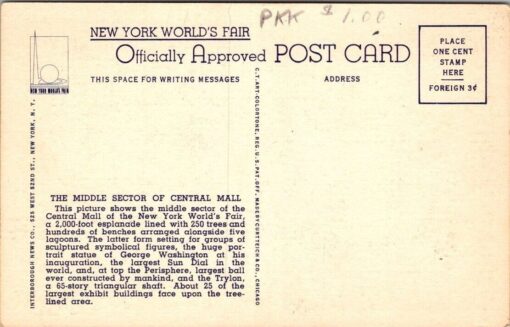 PKK $1.00
NEW YORK WORLD'S FAIR
Officially Approved POST CARD
THIS SPACE FOR WRITING MESSAGES
ADDRESS
PLACE
ONE CENT
STAMP
HERE
FOREIGN 3¢
NEW YORK WORLD'S FAIR
INTERBOROUGH NEWS CO., 525 WEST 52ND ST., NEW YORK, N. Y.
C.T. ART-COLORTONE, REG. U.S. PAT. OFF. MADE BY CURT TEICH & CO., CHICAGO
THE MIDDLE SECTOR OF CENTRAL MALL
This picture shows the middle sector of the
Central Mall of the New York World's Fair,
a 2,000-foot esplanade lined with 250 trees and
hundreds of benches arranged alongside five
lagoons. The latter form setting for groups of
sculptured symbolical figures, the huge por-
trait statue of George Washington at his
inauguration, the largest Sun Dial in the
world, and, at top the Perisphere, largest ball
ever constructed by mankind, and the Trylon,
a 65-story triangular shaft. About 25 of the
largest exhibit buildings face upon the tree-
lined area.